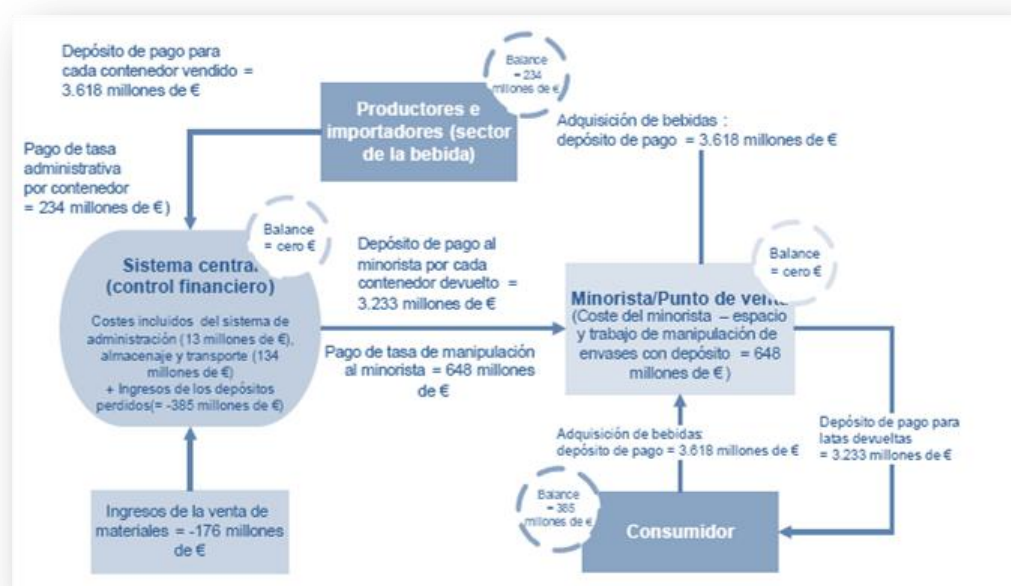 Depósito de pago para
cada contenedor vendido =
3.618 millones de €
Balance
= 234
millones de €
Productores e
importadores (sector
de la bebida)
Adquisición de bebidas :
depósito de pago = 3.618 millones de €
Pago de tasa
administrativa
por contenedor
= 234 millones de €)
Balance
= cero €
Sistema central
(control financiero)
Costes incluidos del sistema de
administración (13 millones de €),
almacenaje y transporte (134
millones de €)
+ Ingresos de los depósitos
perdidos(= -385 millones de €)
Depósito de pago al
minorista por cada
contenedor devuelto =
3.233 millones de €
Pago de tasa de manipulación
al minorista = 648 millones
de €
Balance
= cero €
Minorista/Punto de venta
(Coste del minorista – espacio
y trabajo de manipulación de
envases con depósito = 648
millones de €)
Adquisición de bebidas:
depósito de pago = 3.618 millones de €
Depósito de pago para
latas devueltas
= 3.233 millones de €
Ingresos de la venta de
materiales = -176 millones
de €
Balance
= 385
millones de €
Consumidor